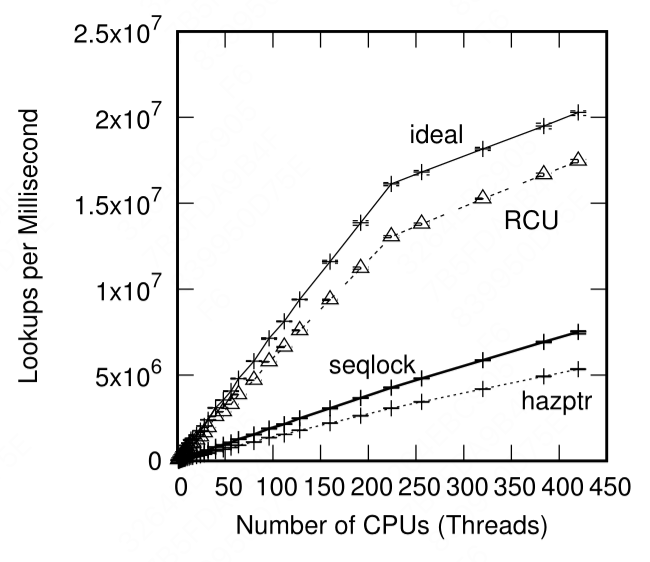 2.5x10⁷
2x10⁷
1.5x10⁷
1x10⁷
5x10⁶
0
Lookups per Millisecond
ideal
RCU
seqlock
hazptr
0 50 100 150 200 250 300 350 400 450
Number of CPUs (Threads)